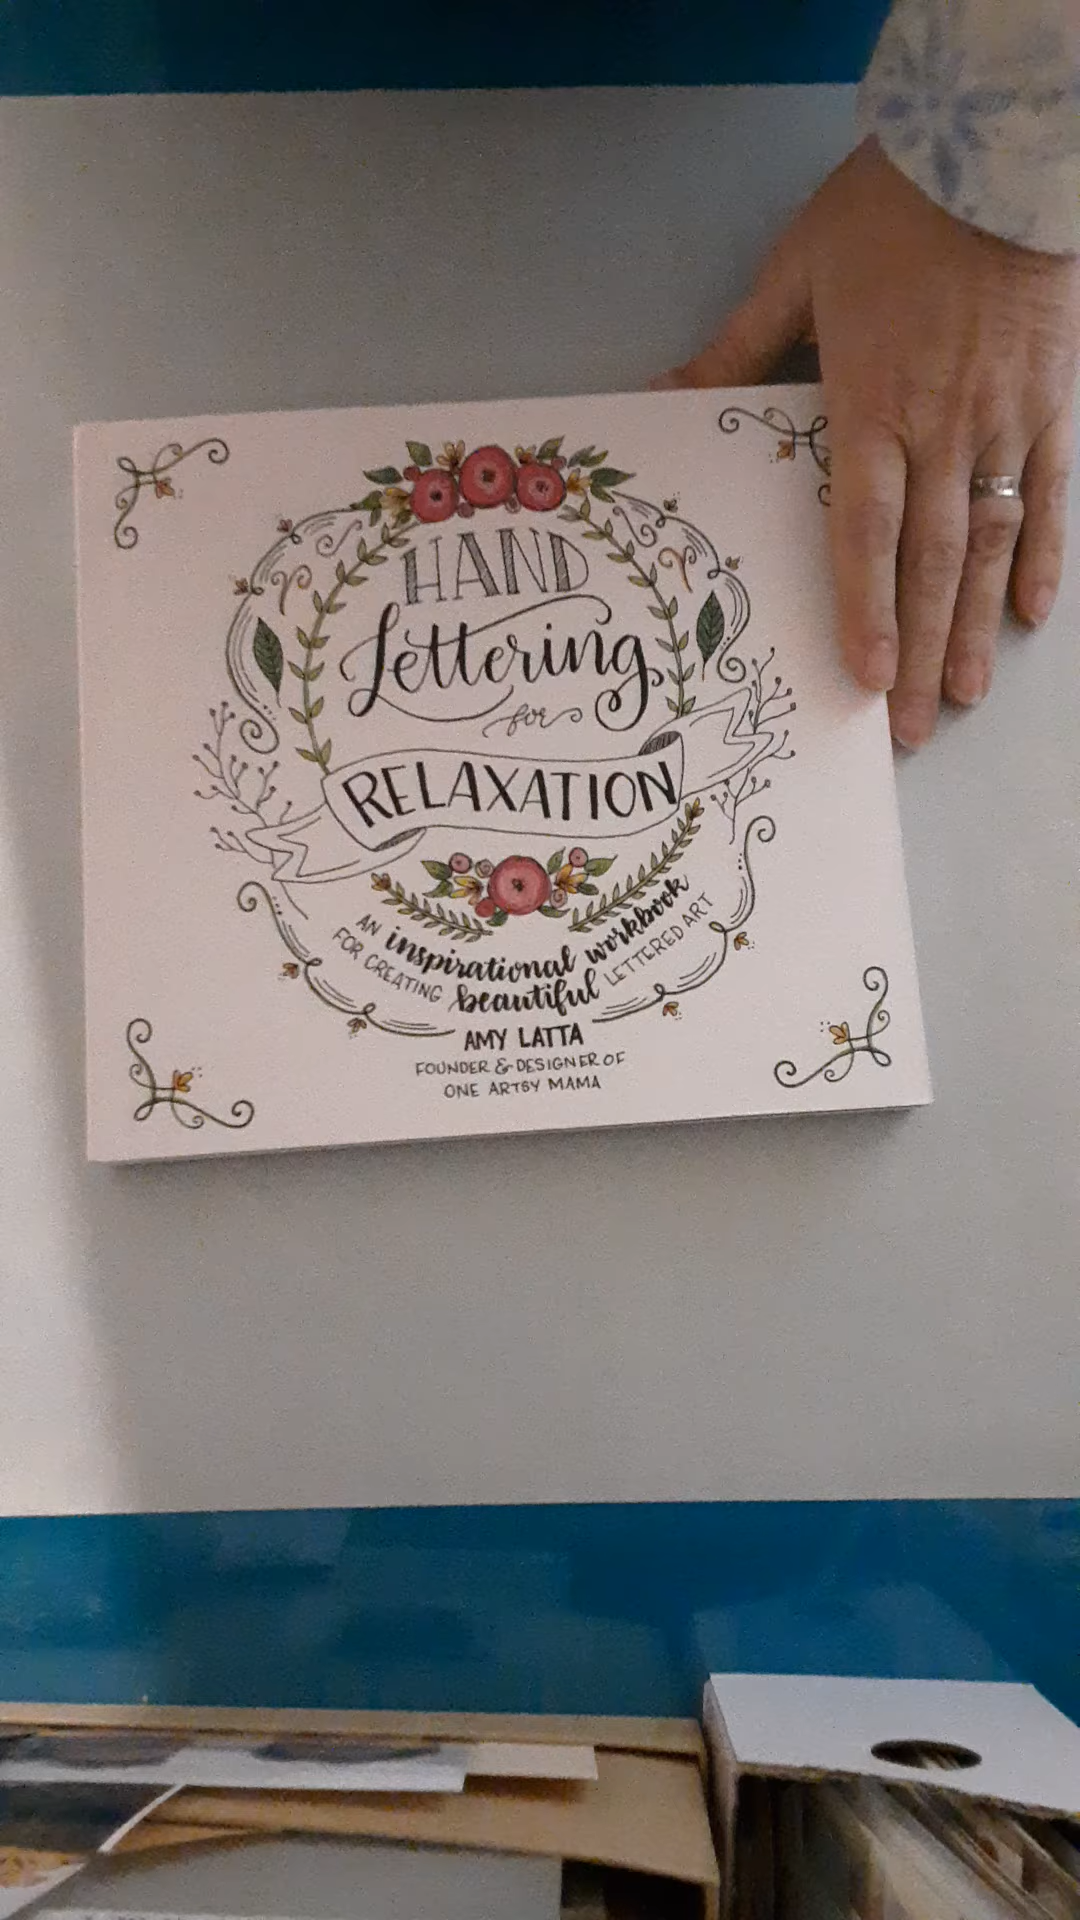 HAND
Lettering
for
RELAXATION
AN inspirational workbook
FOR CREATING beautiful LETTERED ART
AMY LATTA
FOUNDER & DESIGNER OF
ONE ARTSY MAMA